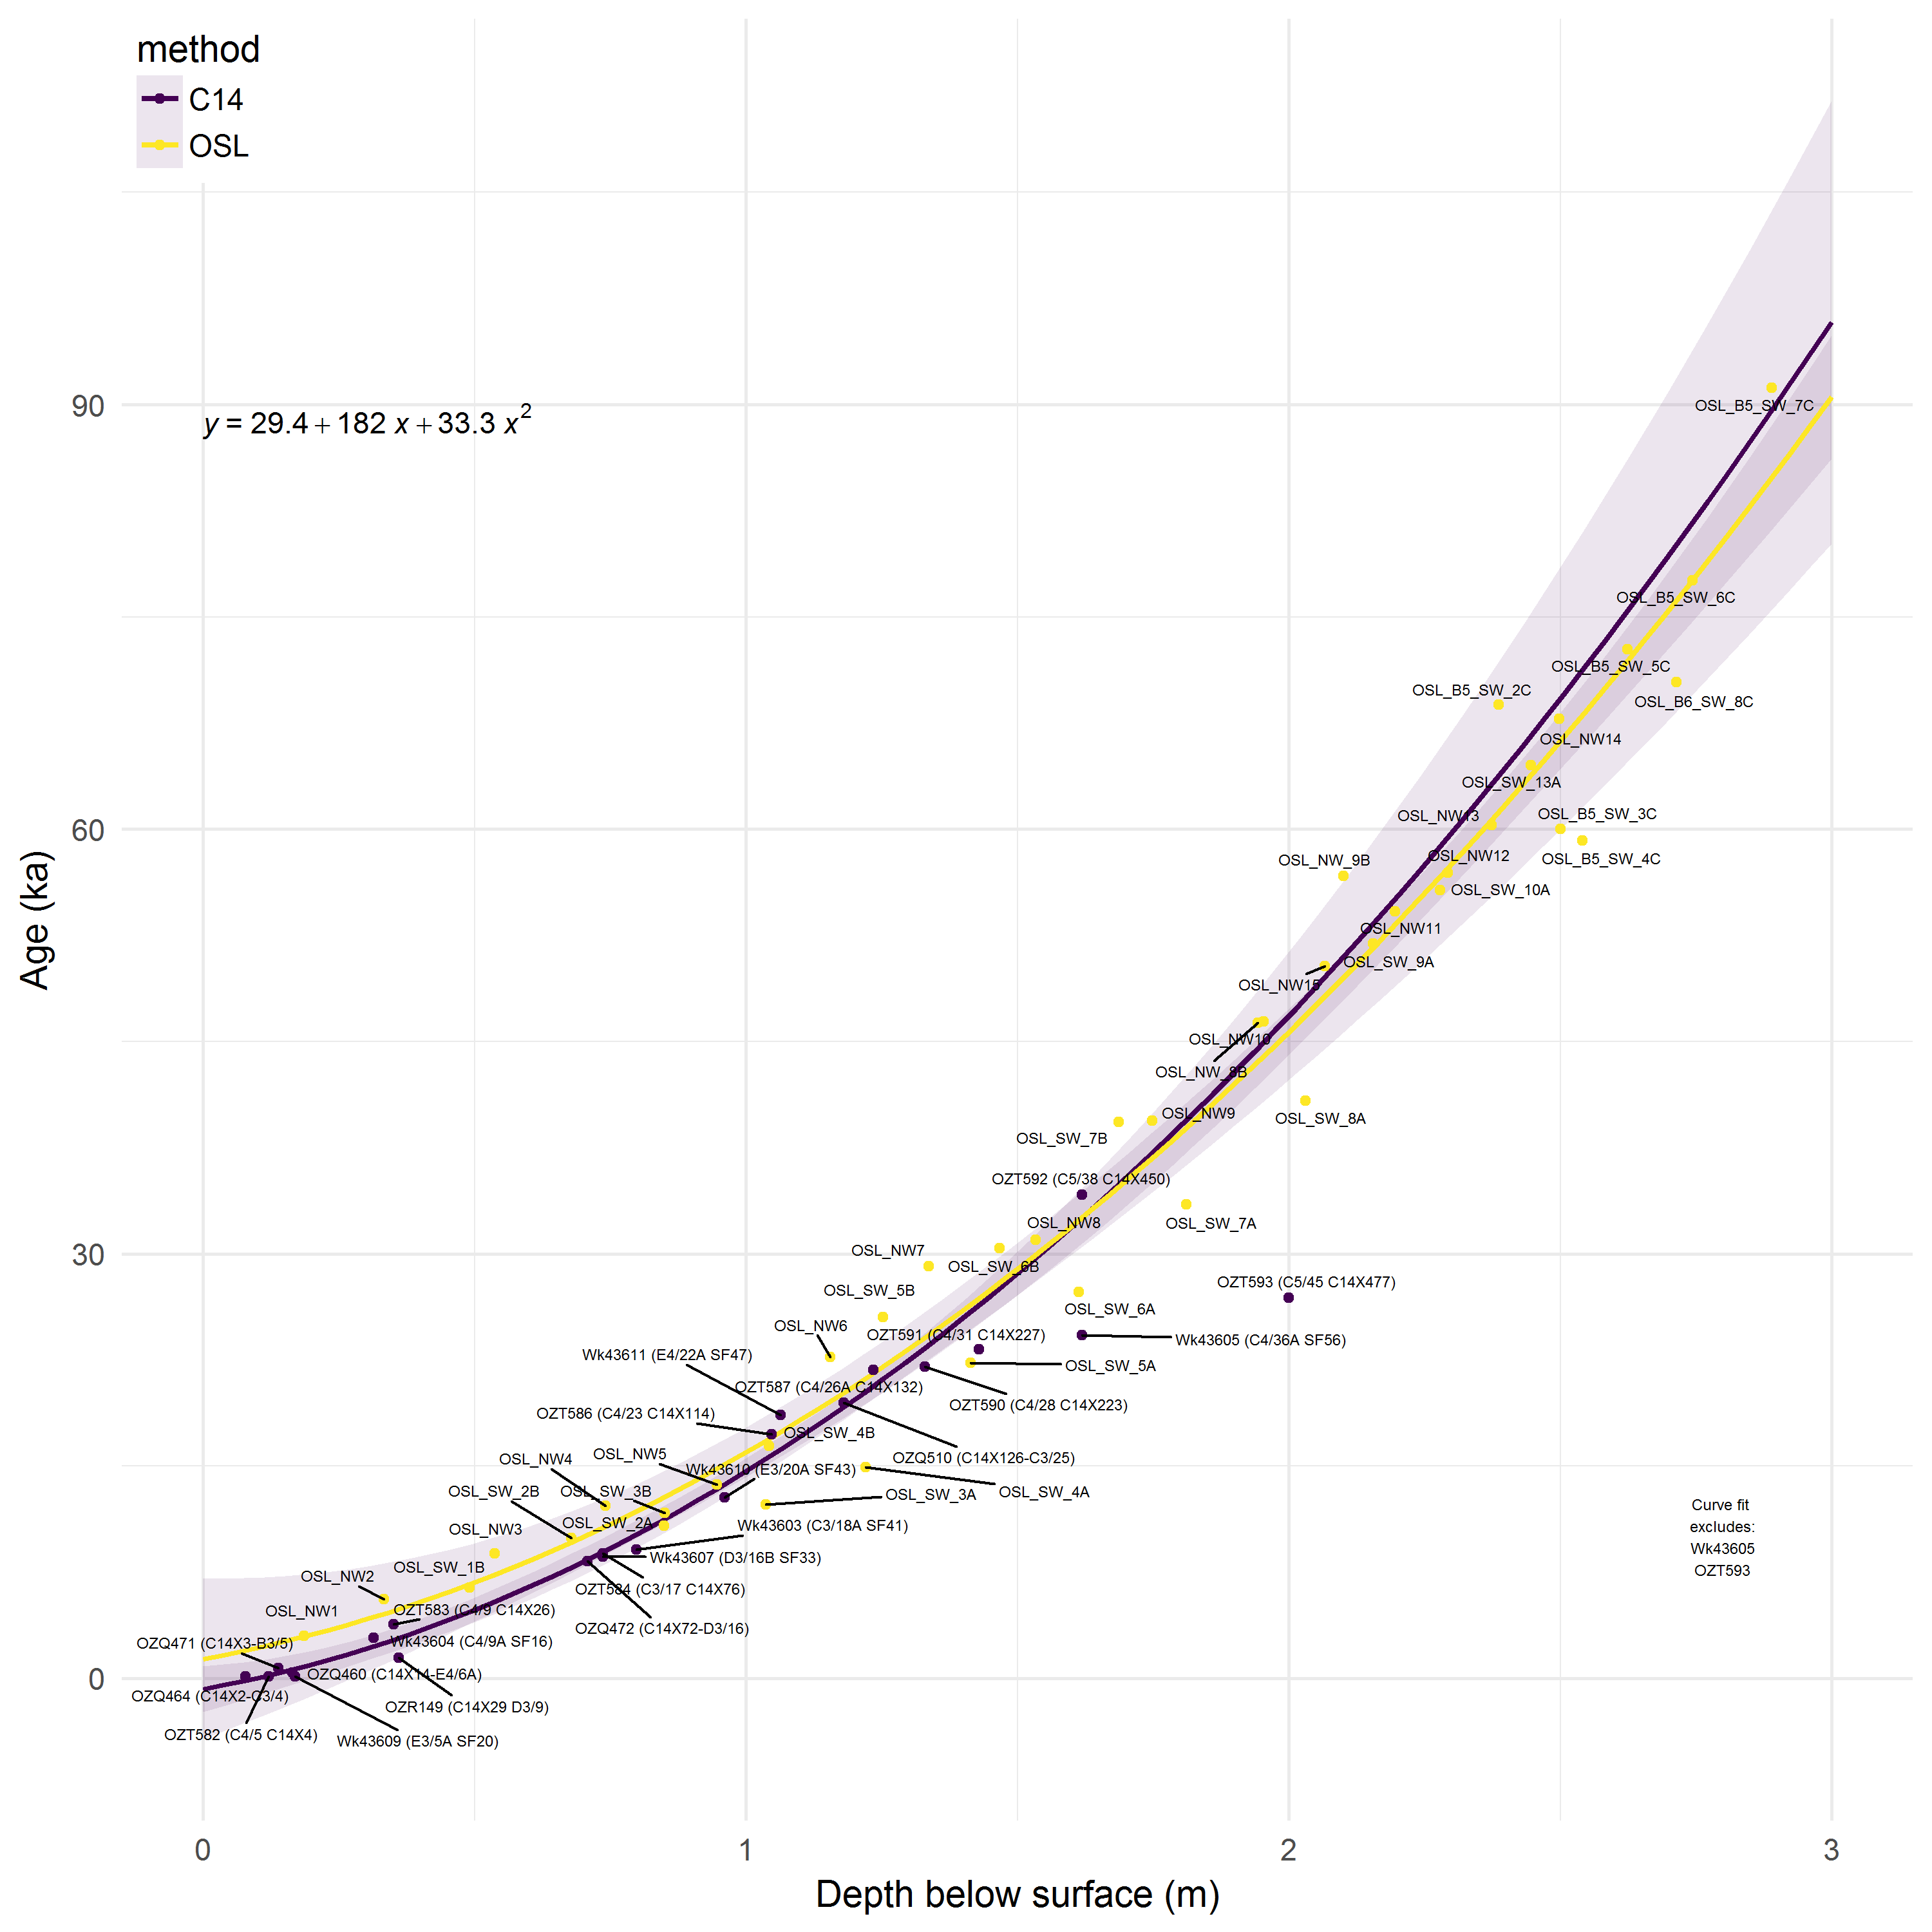 method
C14
OSL
90
y = 29.4 + 182 x + 33.3 x²
OSL_B5_SW_7C
OSL_B5_SW_6C
OSL_B5_SW_5C
OSL_B5_SW_2C
OSL_B6_SW_8C
OSL_NW14
OSL_SW_13A
OSL_NW13
OSL_B5_SW_3C
60
OSL_NW12
OSL_B5_SW_4C
OSL_NW_9B
OSL_SW_10A
Age (ka)
OSL_NW11
OSL_SW_9A
OSL_NW15
OSL_NW10
OSL_NW_8B
OSL_NW9
OSL_SW_8A
OSL_SW_7B
OZT592 (C5/38 C14X450)
OSL_NW8
OSL_SW_7A
30
OSL_NW7
OSL_SW_6B
OZT593 (C5/45 C14X477)
OSL_SW_5B
OSL_SW_6A
OSL_NW6
OZT591 (C4/31 C14X227)
Wk43605 (C4/36A SF56)
Wk43611 (E4/22A SF47)
OSL_SW_5A
OZT587 (C4/26A C14X132)
OZT590 (C4/28 C14X223)
OZT586 (C4/23 C14X114)
OSL_SW_4B
OSL_NW5
OZQ510 (C14X126-C3/25)
OSL_NW4
Wk43610 (E3/20A SF43)
OSL_SW_2B
OSL_SW_3B
OSL_SW_3A
OSL_SW_4A
OSL_NW3
OSL_SW_2A
Wk43603 (C3/18A SF41)
Curve fit
excludes:
Wk43605
OZT593
OSL_SW_1B
Wk43607 (D3/16B SF33)
OSL_NW2
OZT584 (C3/17 C14X76)
OSL_NW1
OZT583 (C4/9 C14X26)
OZQ472 (C14X72-D3/16)
OZQ471 (C14X3-B3/5)
Wk43604 (C4/9A SF16)
0
OZQ460 (C14X14-E4/6A)
OZQ464 (C14X2-C3/4)
OZR149 (C14X29 D3/9)
OZT582 (C4/5 C14X4)
Wk43609 (E3/5A SF20)
0
1
2
3
Depth below surface (m)